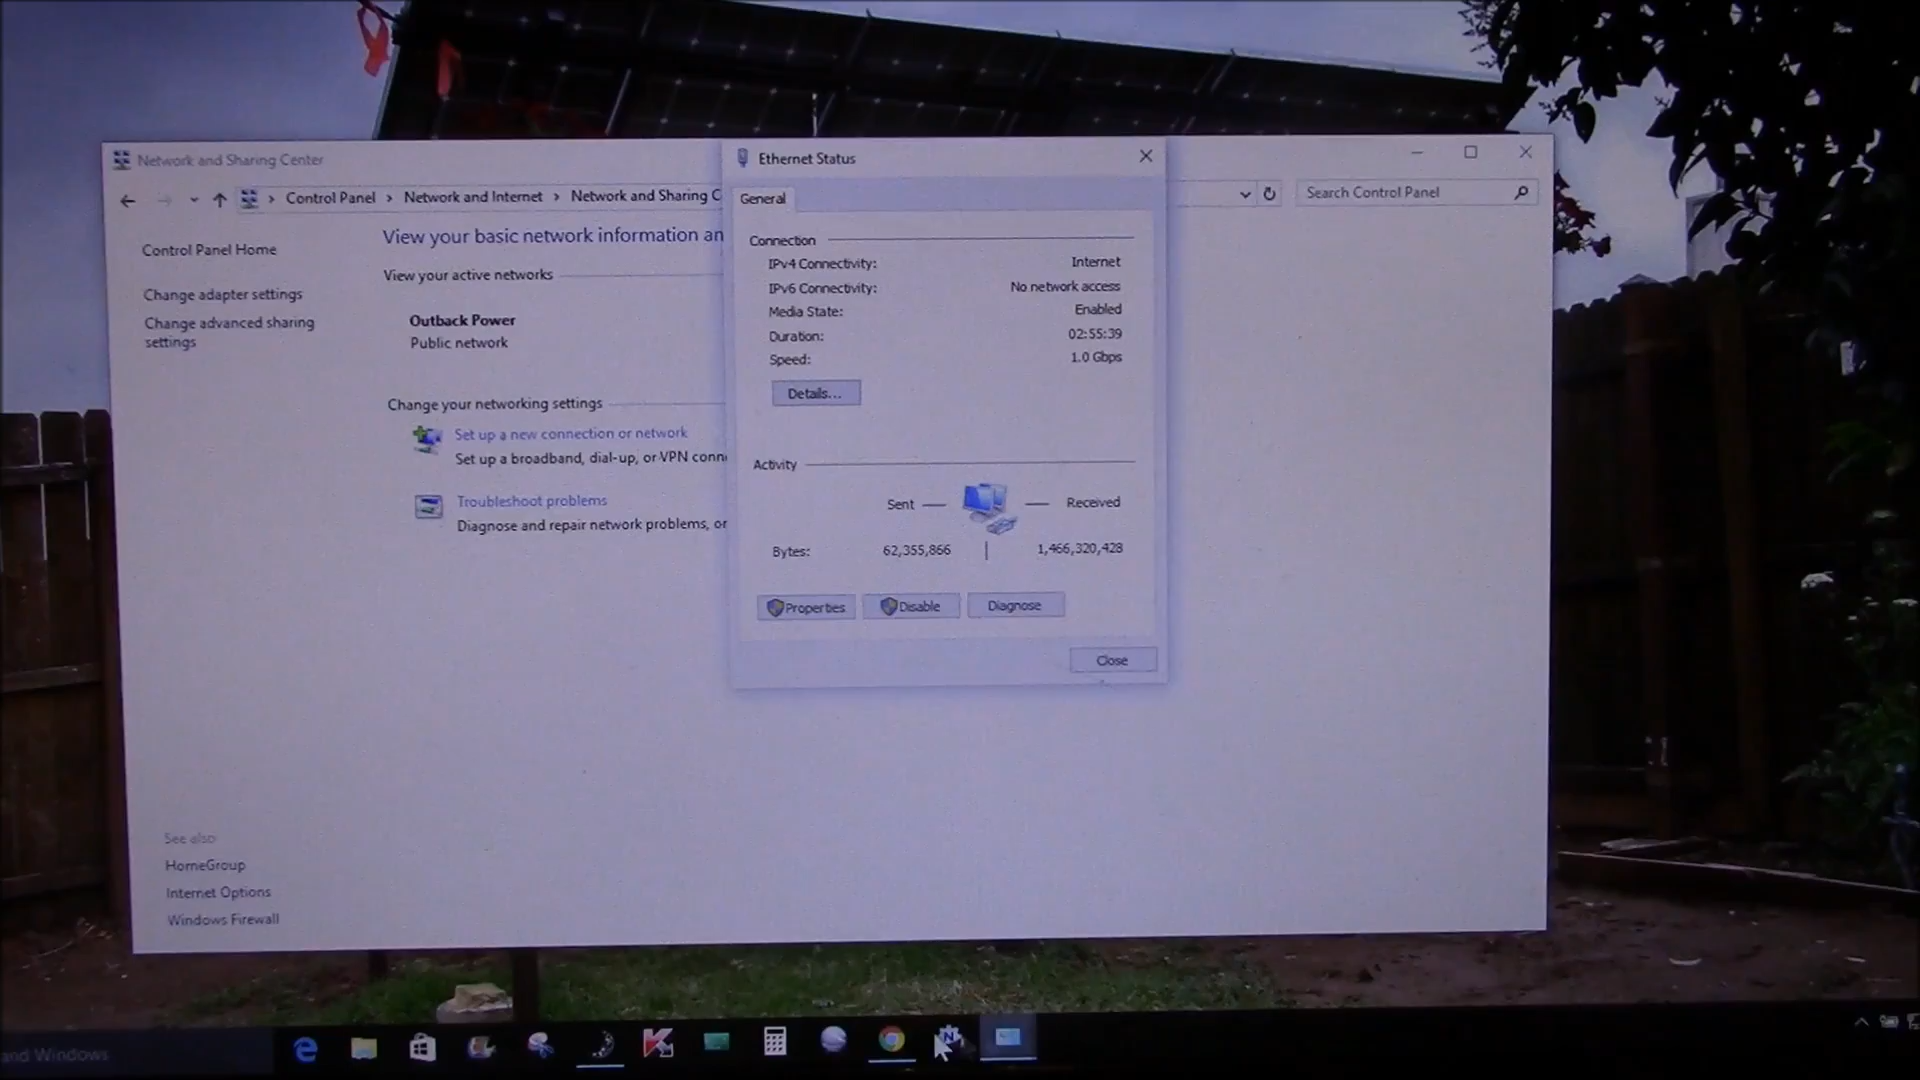 Network and Sharing Center
Control Panel > Network and Internet > Network and Sharing C
Search Control Panel
Control Panel Home
Change adapter settings
Change advanced sharing
settings
View your basic network information an
View your active networks
Outback Power
Public network
Change your networking settings
Set up a new connection or network
Set up a broadband, dial-up, or VPN conn
Troubleshoot problems
Diagnose and repair network problems, or
See also
HomeGroup
Internet Options
Windows Firewall
Ethernet Status
General
Connection
IPv4 Connectivity: Internet
IPv6 Connectivity: No network access
Media State: Enabled
Duration: 02:55:39
Speed: 1.0 Gbps
Details...
Activity
Sent — — Received
Bytes: 62,355,866 | 1,466,320,428
Properties Disable Diagnose
Close
and Windows